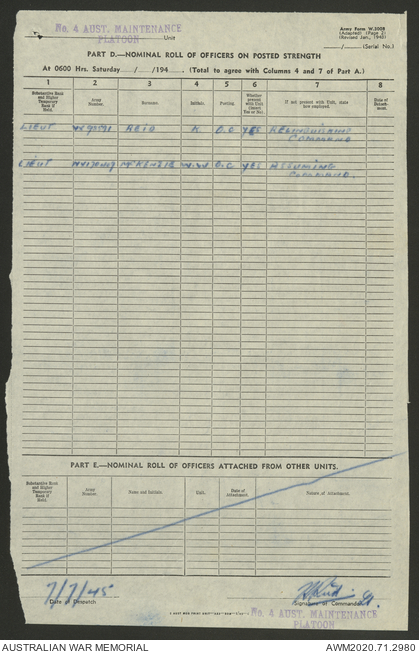 No. 4 AUST. MAINTENANCE
PLATOON
Unit
Army Form W.3008
(Adapted) (Page 2)
(Revised Jan., 1945)
(Serial No.)
PART D.—NOMINAL ROLL OF OFFICERS ON POSTED STRENGTH
At 0600 Hrs. Saturday / /194 . (Total to agree with Columns 4 and 7 of Part A.)
1 2 3 4 5 6 7 8
Substantive Rank and Higher Temporary Rank if Held. Army Number. Surname. Initials. Posting. Whether present with Unit (Insert Yes or No). If not present with Unit, state how employed. Date of Detach-ment.
LIEUT REID K O.C YES RELINQUISHING
COMMAND
LIEUT McKENZIE W.W O.C YES ASSUMING
COMMAND.
PART E.—NOMINAL ROLL OF OFFICERS ATTACHED FROM OTHER UNITS.
Substantive Rank and Higher Temporary Rank if Held. Army Number. Name and Initials. Unit. Date of Attachment. Details of Attachment.
7/7/45
Date of Despatch
Signature of Commander
No. 4 AUST. MAINTENANCE
PLATOON
AUSTRALIAN WAR MEMORIAL
AWM2020.71.2980